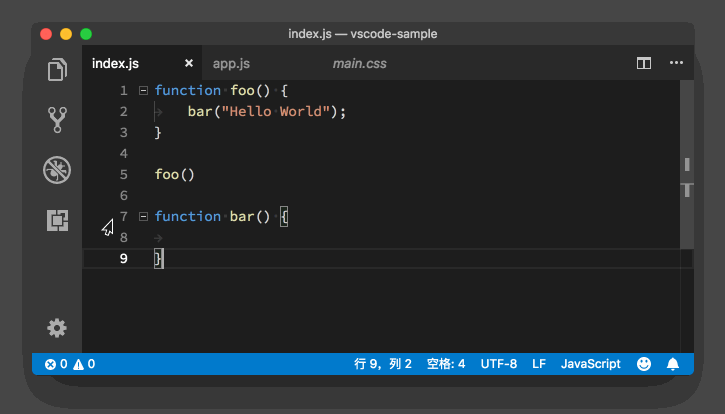 index.js — vscode-sample
index.js × app.js main.css ···
1 function foo() {
2 bar("Hello World");
3 }
4
5 foo()
6
7 function bar() {
8
9 }
0 0 行 9，列 2 空格: 4 UTF-8 LF JavaScript